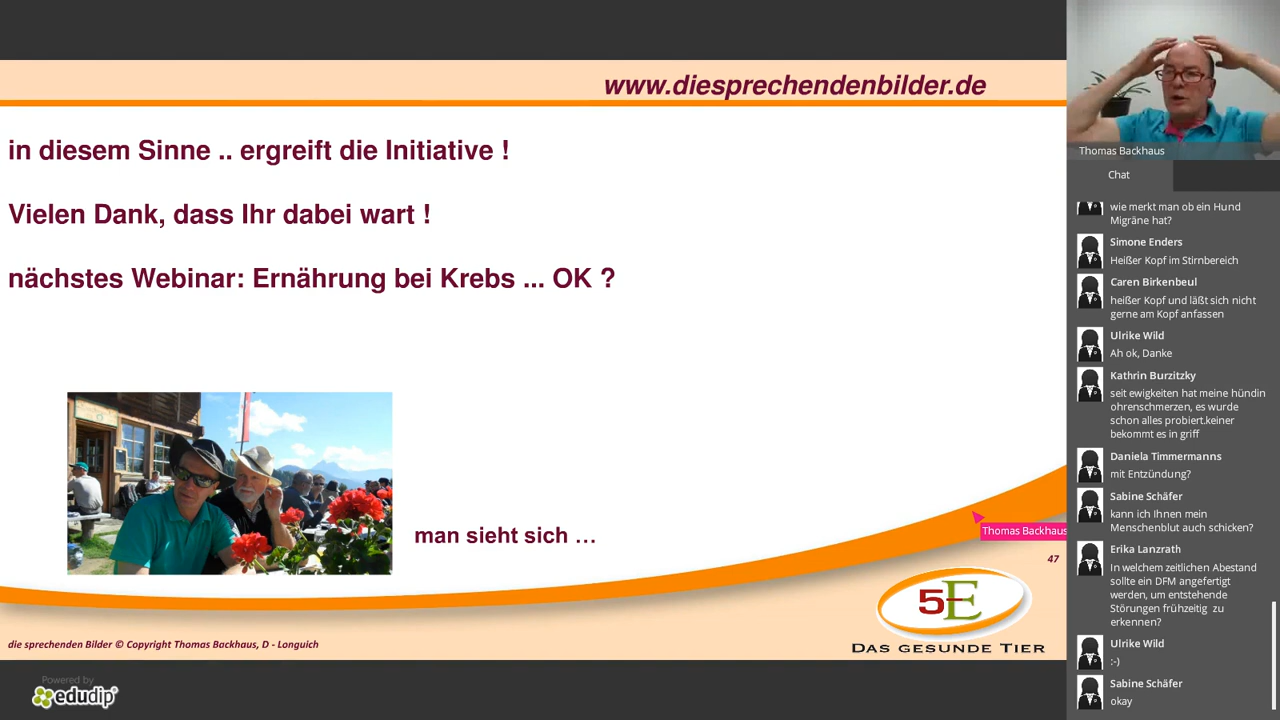 www.diesprechendenbilder.de
in diesem Sinne .. ergreift die Initiative !
Vielen Dank, dass Ihr dabei wart !
nächstes Webinar: Ernährung bei Krebs ... OK ?
man sieht sich …
Thomas Backhaus
47
5E
DAS GESUNDE TIER
die sprechenden Bilder © Copyright Thomas Backhaus, D - Longuich
Powered by
edudip
Thomas Backhaus
Chat
wie merkt man ob ein Hund
Migräne hat?
Simone Enders
Heißer Kopf im Stirnbereich
Caren Birkenbeul
heißer Kopf und läßt sich nicht
gerne am Kopf anfassen
Ulrike Wild
Ah ok, Danke
Kathrin Burzitzky
seit ewigkeiten hat meine hündin
ohrenschmerzen, es wurde
schon alles probiert.keiner
bekommt es in griff
Daniela Timmermanns
mit Entzündung?
Sabine Schäfer
kann ich Ihnen mein
Menschenblut auch schicken?
Erika Lanzrath
In welchem zeitlichen Abestand
sollte ein DFM angefertigt
werden, um entstehende
Störungen frühzeitig zu
erkennen?
Ulrike Wild
:-)
Sabine Schäfer
okay